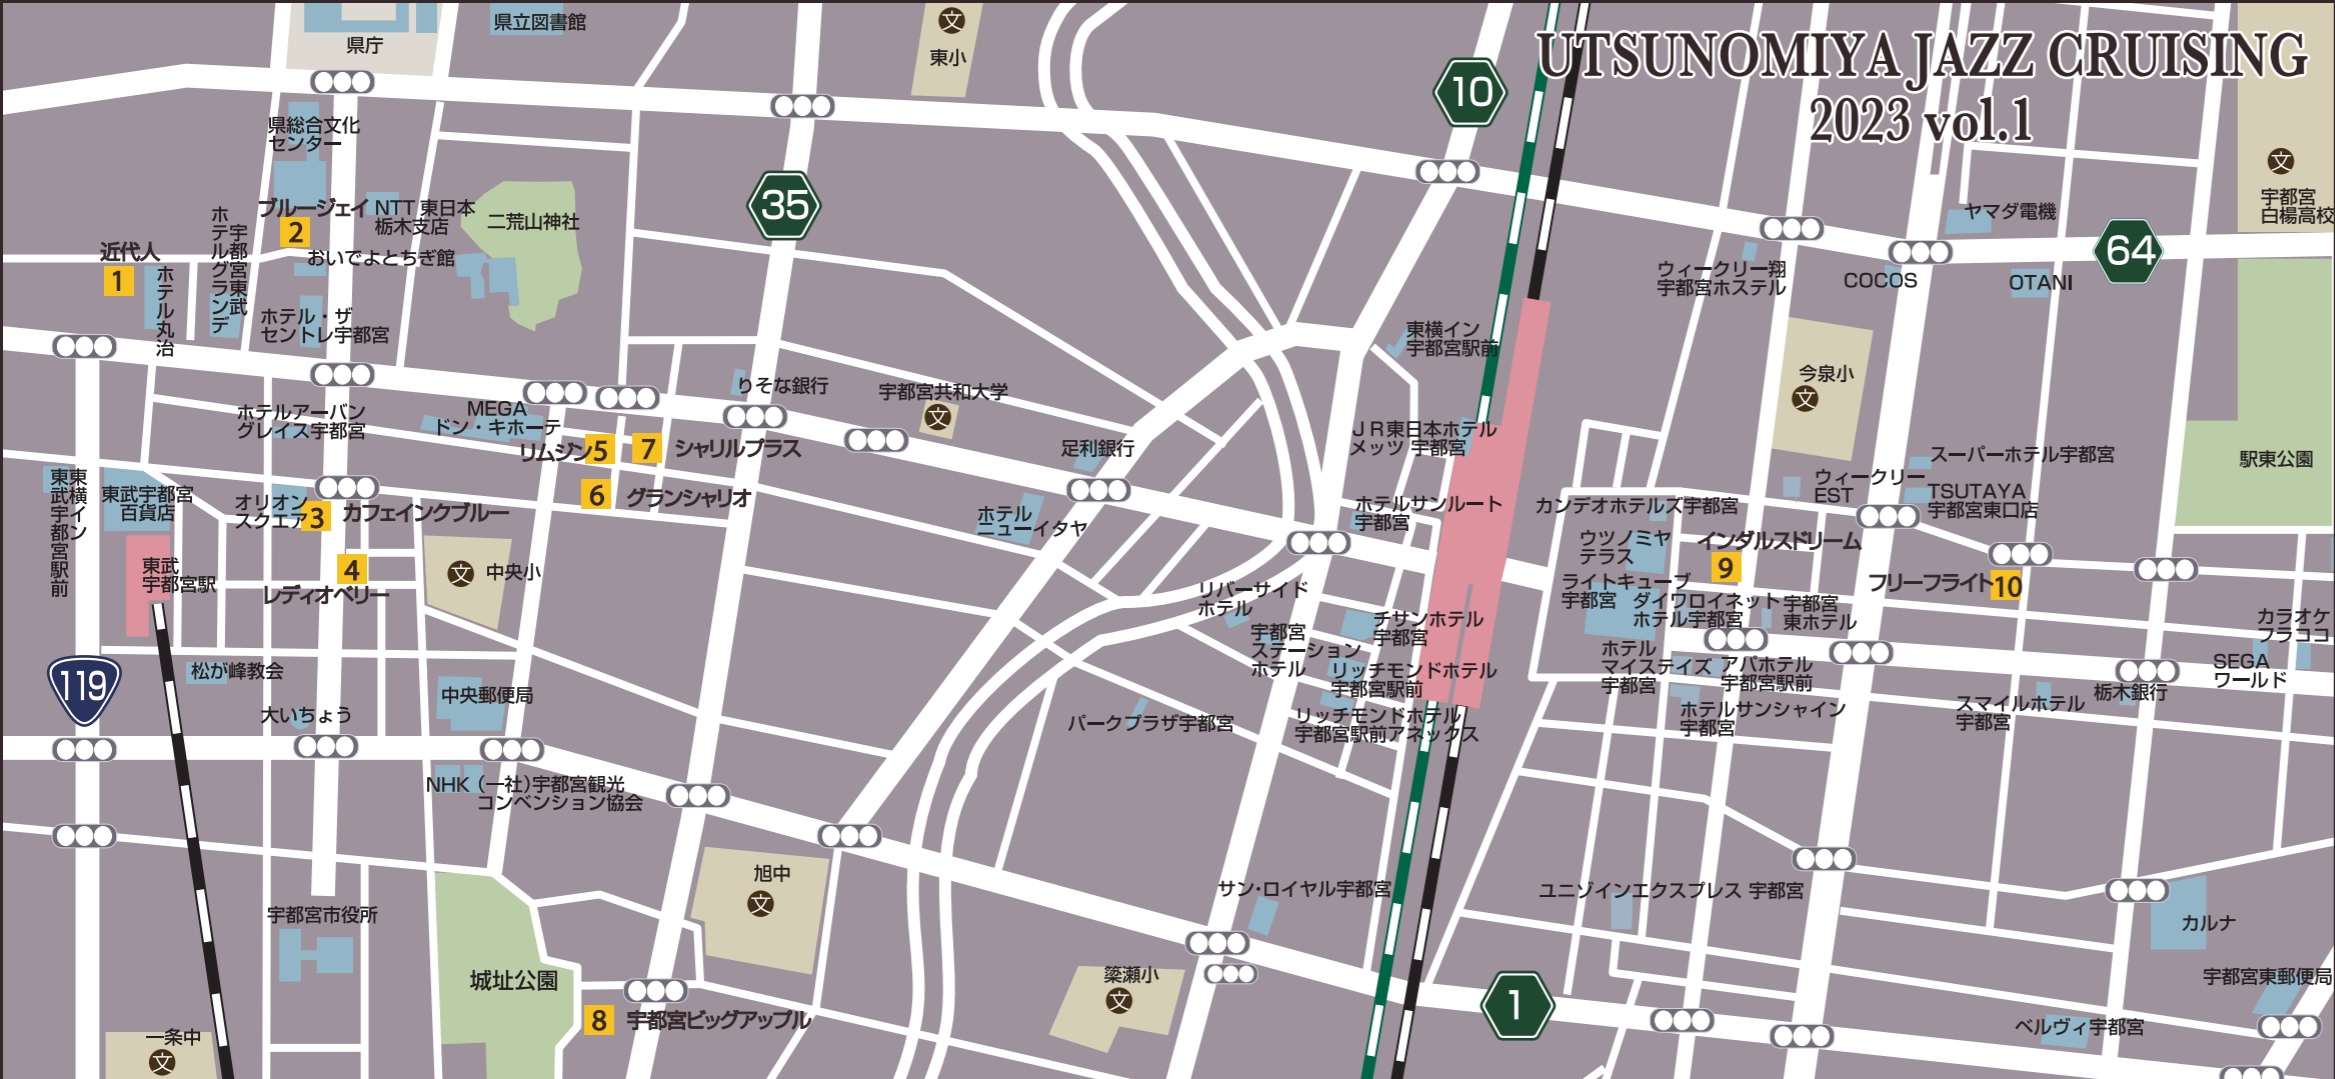 UTSUNOMIYA JAZZ CRUISING
2023 vol.1
県庁
県立図書館
文
東小
10
県総合文化
センター
ブルージェイ
2
NTT 東日本
栃木支店
二荒山神社
35
文
宇都宮
白楊高校
ヤマダ電機
64
近代人
1
ホテル丸治
宇都宮東武
ホテルグランデ
おいでよとちぎ館
ホテル・ザ
セントレ宇都宮
ウィークリー翔
宇都宮ホステル
COCOS
OTANI
東横イン
宇都宮駅前
りそな銀行
宇都宮共和大学
文
今泉小
文
ホテルアーバン
グレイス宇都宮
MEGA
ドン・キホーテ
リムジン5
7
シャリルプラス
6
グランシャリオ
足利銀行
JR東日本ホテル
メッツ 宇都宮
スーパーホテル宇都宮
駅東公園
東横イン
東武宇都宮駅前
東武宇都宮
百貨店
オリオン
スクエア
3
カフェインクブルー
ホテル
ニューイタヤ
ホテルサンルート
宇都宮
カンデオホテルズ宇都宮
ウィークリー
EST
TSUTAYA
宇都宮東口店
東武
宇都宮駅
4
レディオベリー
文
中央小
ウツノミヤ
テラス
インダルスドリーム
9
フリーフライト
10
リバーサイド
ホテル
ライトキューブ
宇都宮
ダイワロイネット
ホテル宇都宮
宇都宮
東ホテル
チサンホテル
宇都宮
宇都宮
ステーション
ホテル
カラオケ
フラココ
119
松が峰教会
中央郵便局
大いちょう
リッチモンドホテル
宇都宮駅前
リッチモンドホテル
宇都宮駅前アネックス
ホテル
マイステイズ
宇都宮
アパホテル
宇都宮駅前
ホテルサンシャイン
宇都宮
SEGA
ワールド
栃木銀行
スマイルホテル
宇都宮
パークプラザ宇都宮
NHK
(一社)宇都宮観光
コンベンション協会
旭中
文
サン・ロイヤル宇都宮
ユニゾインエクスプレス 宇都宮
カルナ
宇都宮市役所
城址公園
簗瀬小
文
宇都宮東郵便局
8
宇都宮ビッグアップル
1
ベルヴィ宇都宮
一条中
文